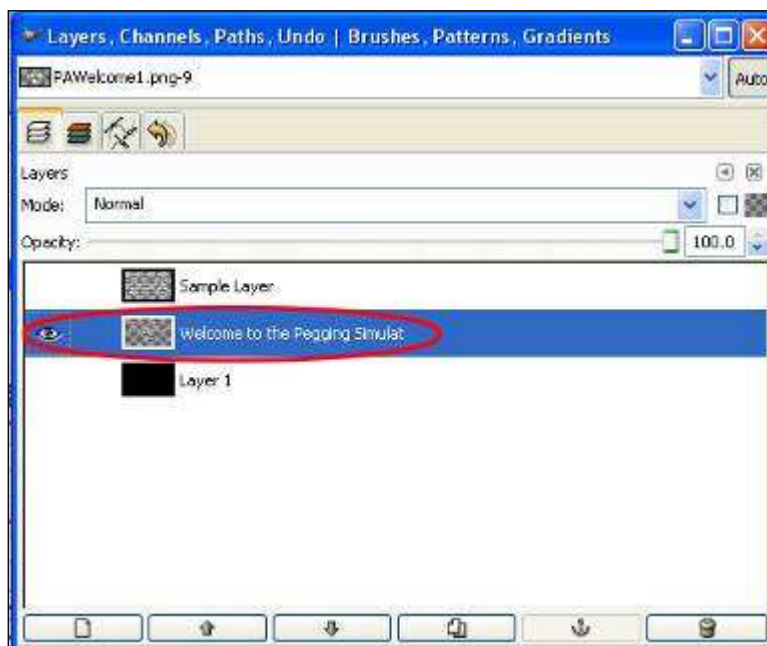 Layers, Channels, Paths, Undo | Brushes, Patterns, Gradients
PAWelcome1.png-9
Auto
Layers
Mode: Normal
Opacity: 100.0
Sample Layer
Welcome to the Pegging Simulat
Layer 1